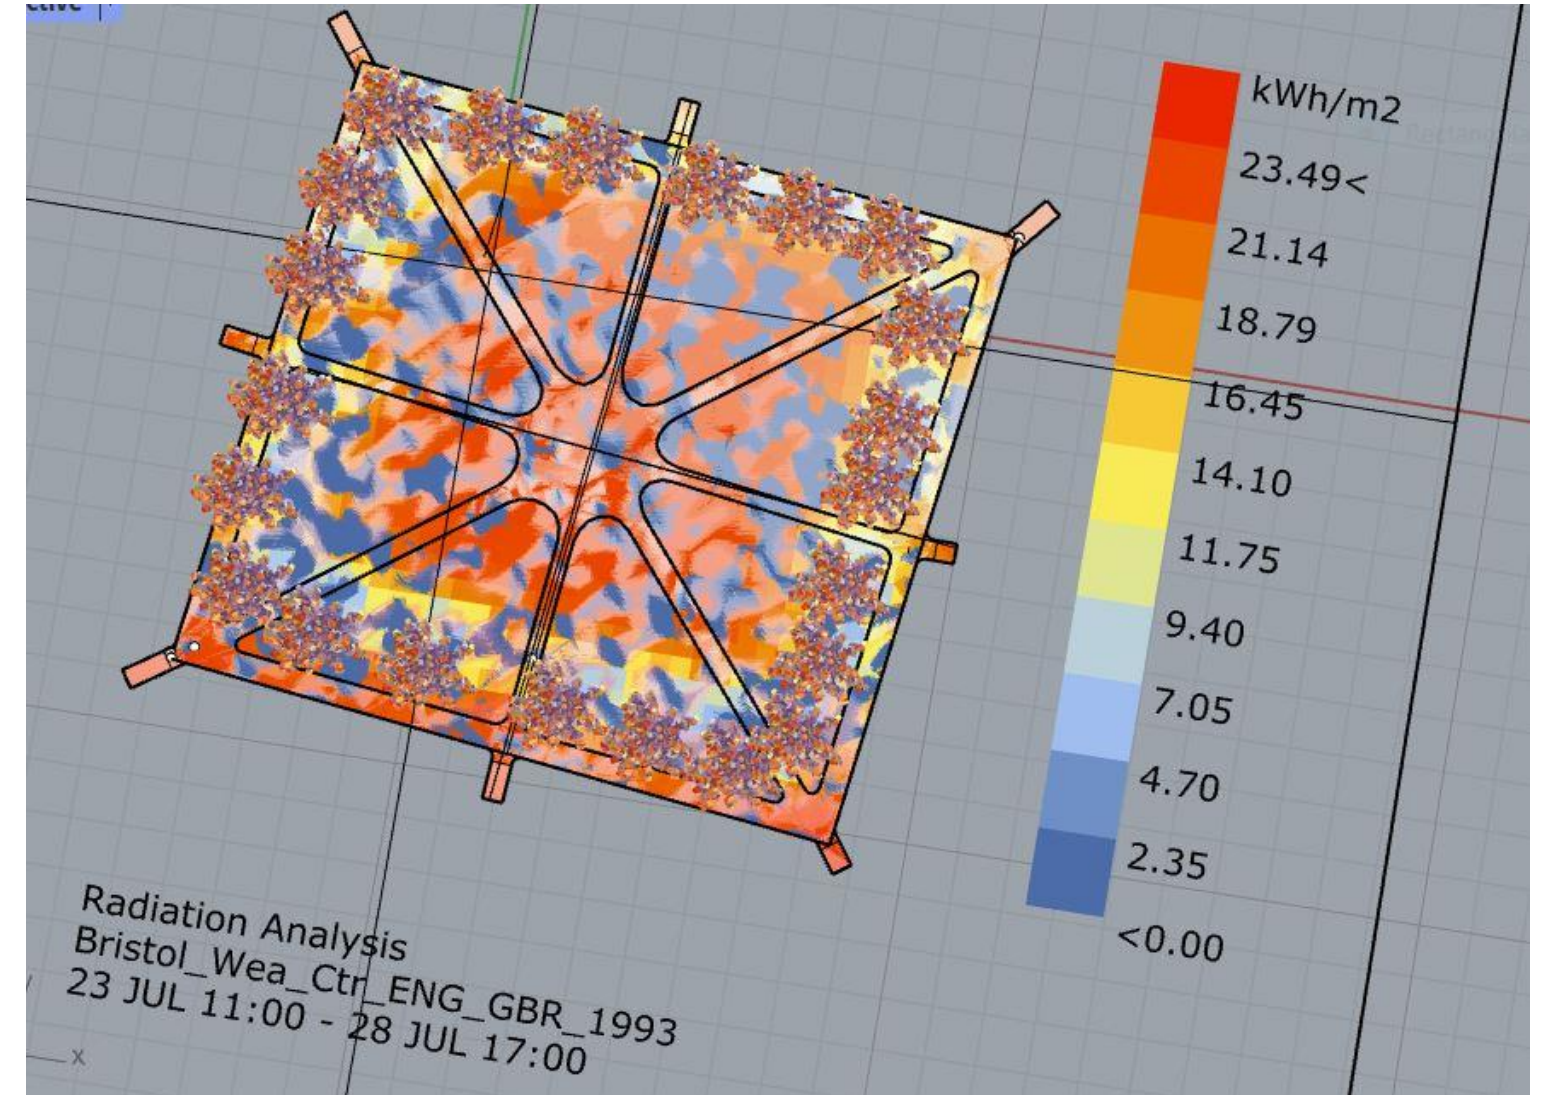 kWh/m2
23.49<
21.14
18.79
16.45
14.10
11.75
9.40
7.05
4.70
2.35
<0.00
Radiation Analysis
Bristol_Wea_Ctr_ENG_GBR_1993
23 JUL 11:00 - 28 JUL 17:00
x